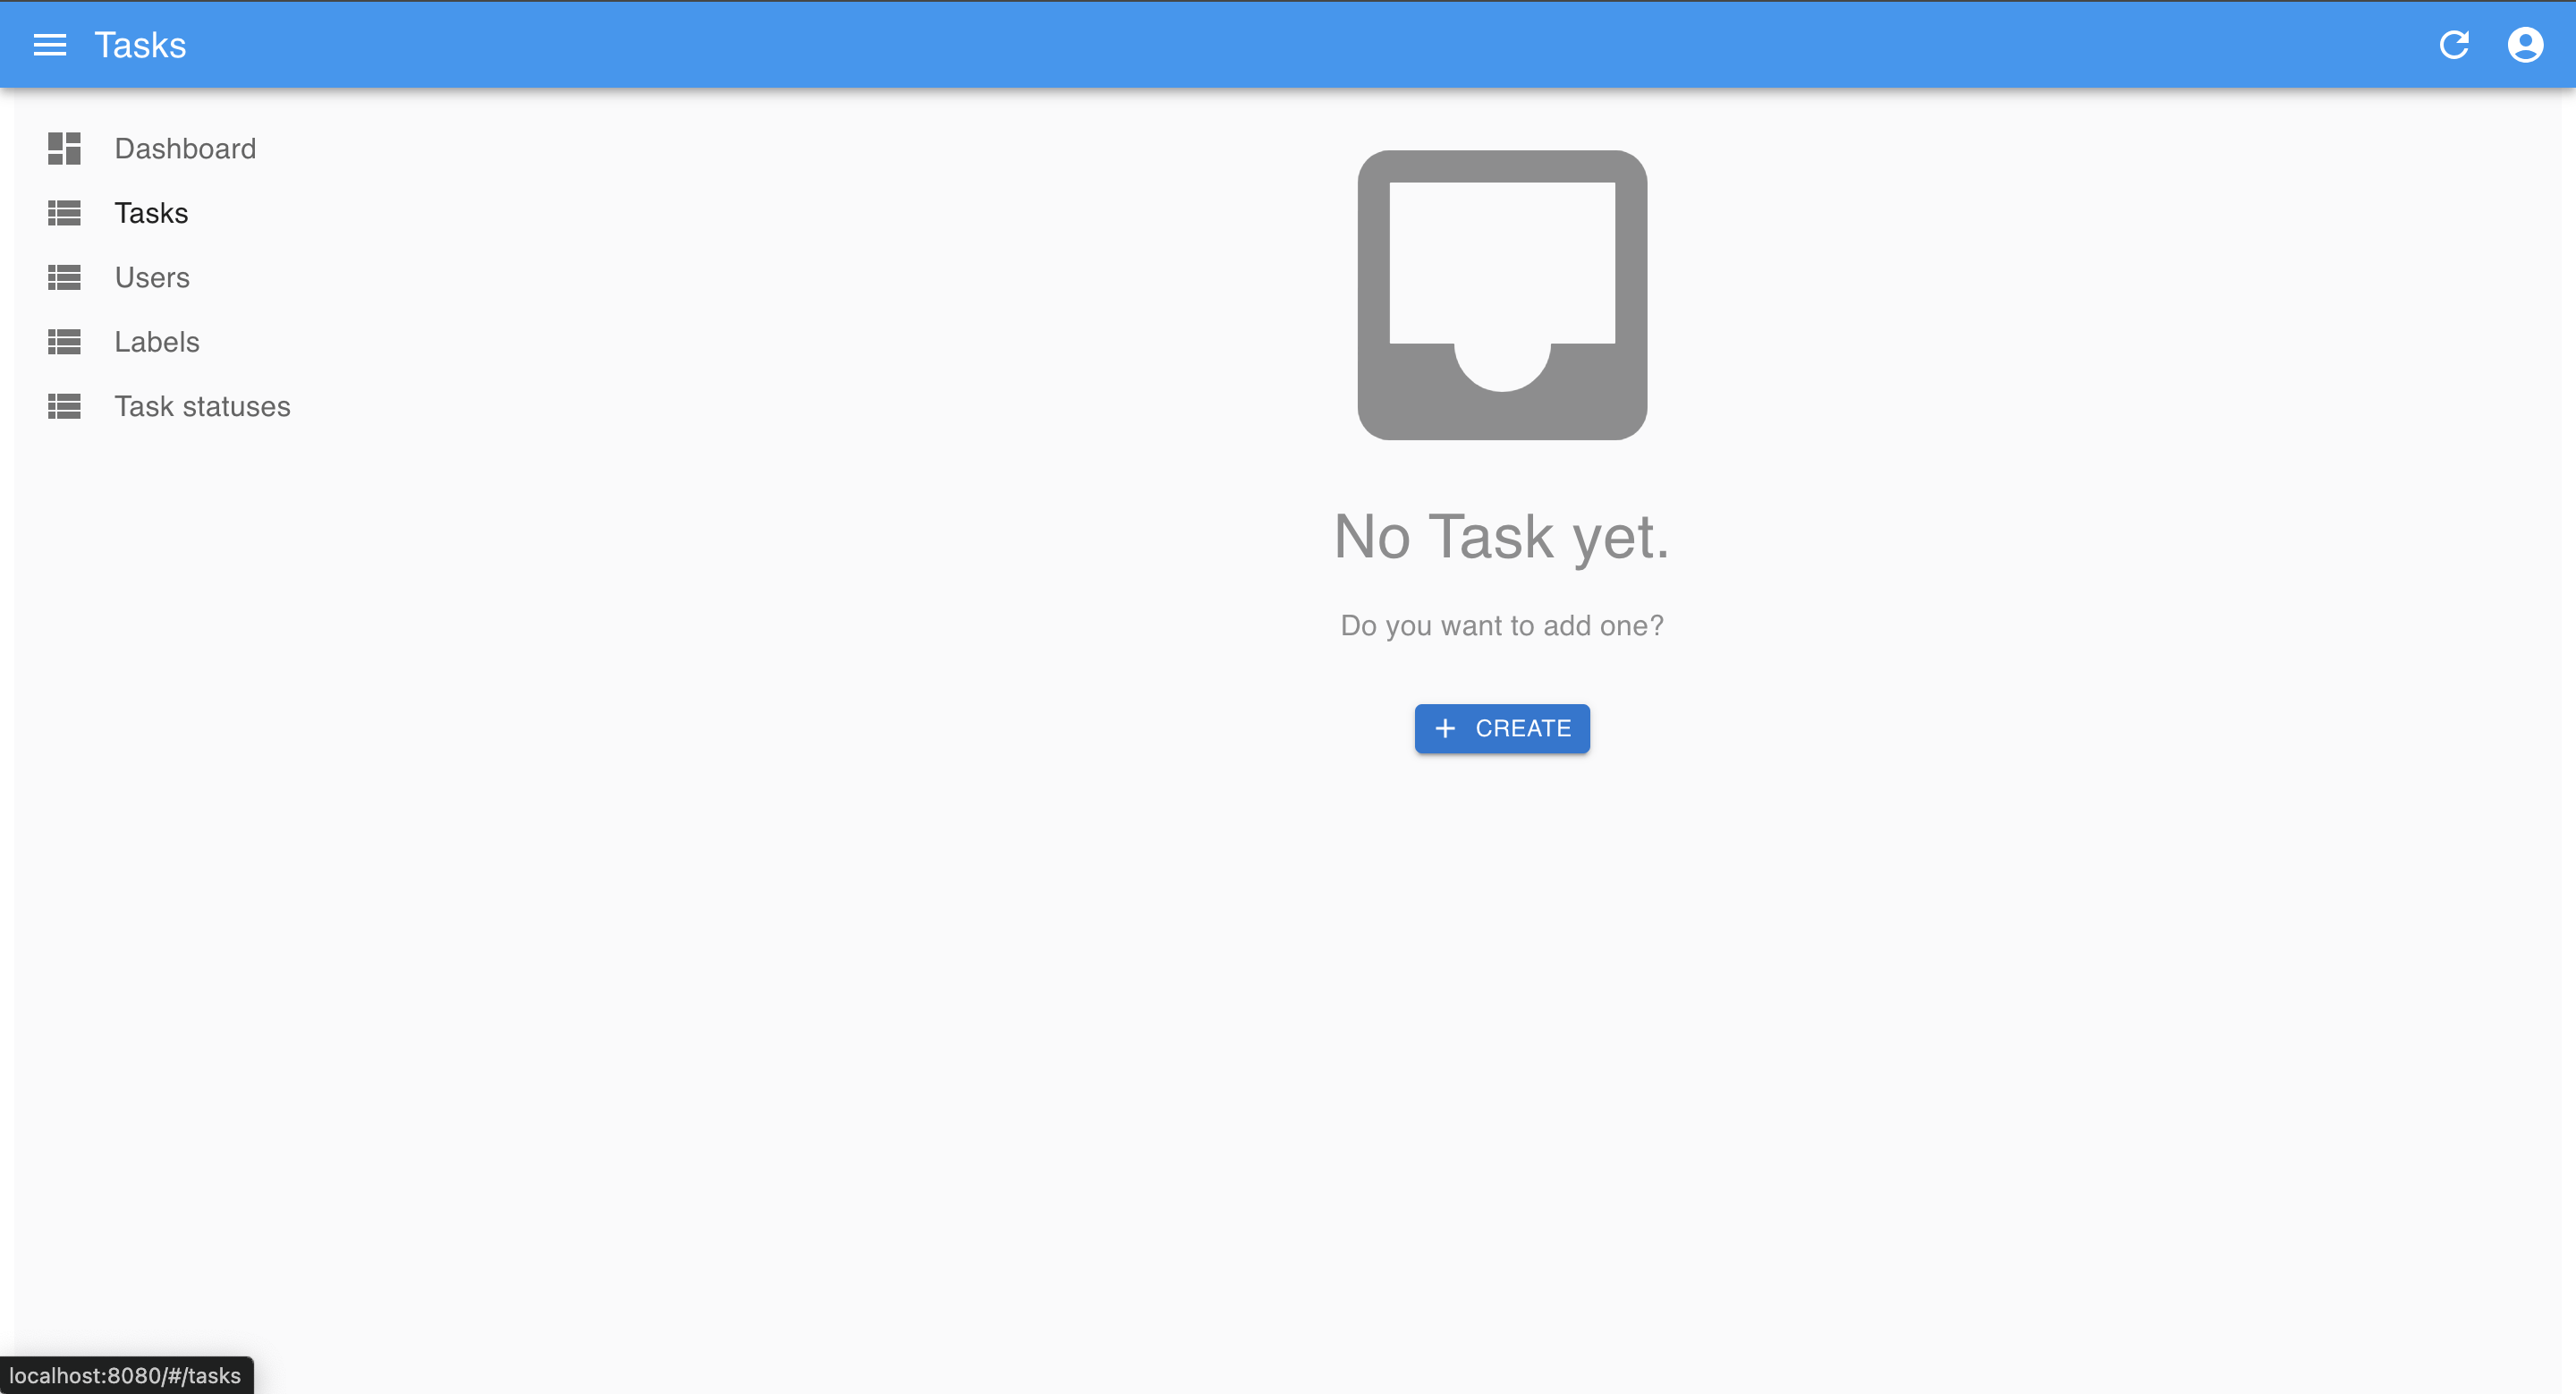 Tasks
Dashboard
Tasks
Users
Labels
Task statuses
No Task yet.
Do you want to add one?
CREATE
localhost:8080/#/tasks